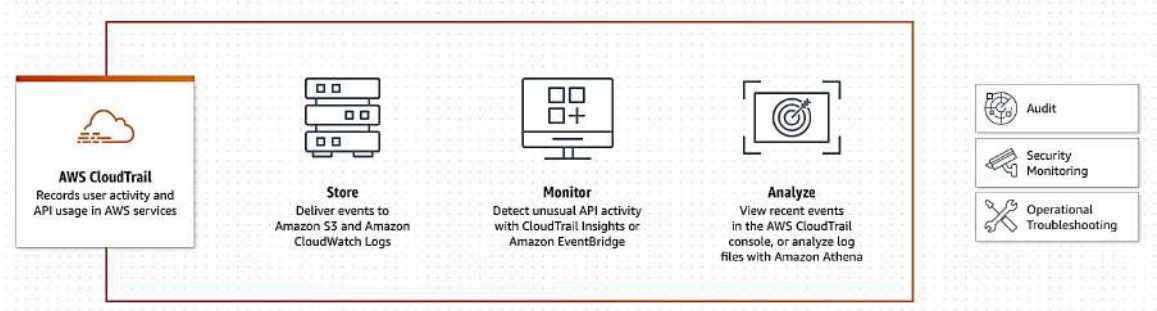 AWS CloudTrail
Records user activity and
API usage in AWS services
Store
Deliver events to
Amazon S3 and Amazon
CloudWatch Logs
Monitor
Detect unusual API activity
with CloudTrail Insights or
Amazon EventBridge
Analyze
View recent events
in the AWS CloudTrail
console, or analyze log
files with Amazon Athena
Audit
Security
Monitoring
Operational
Troubleshooting